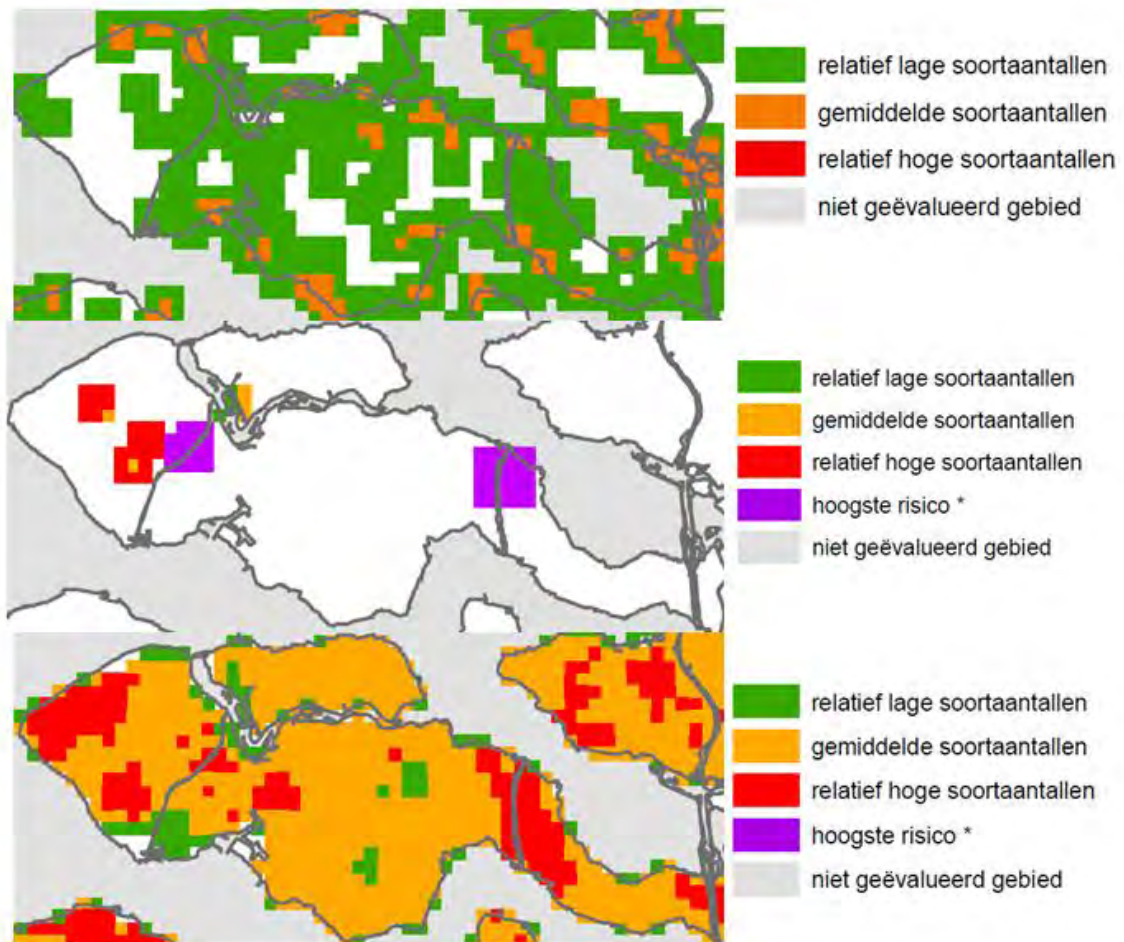 relatief lage soortaantallen
gemiddelde soortaantallen
relatief hoge soortaantallen
niet geëvalueerd gebied
relatief lage soortaantallen
gemiddelde soortaantallen
relatief hoge soortaantallen
hoogste risico *
niet geëvalueerd gebied
relatief lage soortaantallen
gemiddelde soortaantallen
relatief hoge soortaantallen
hoogste risico *
niet geëvalueerd gebied